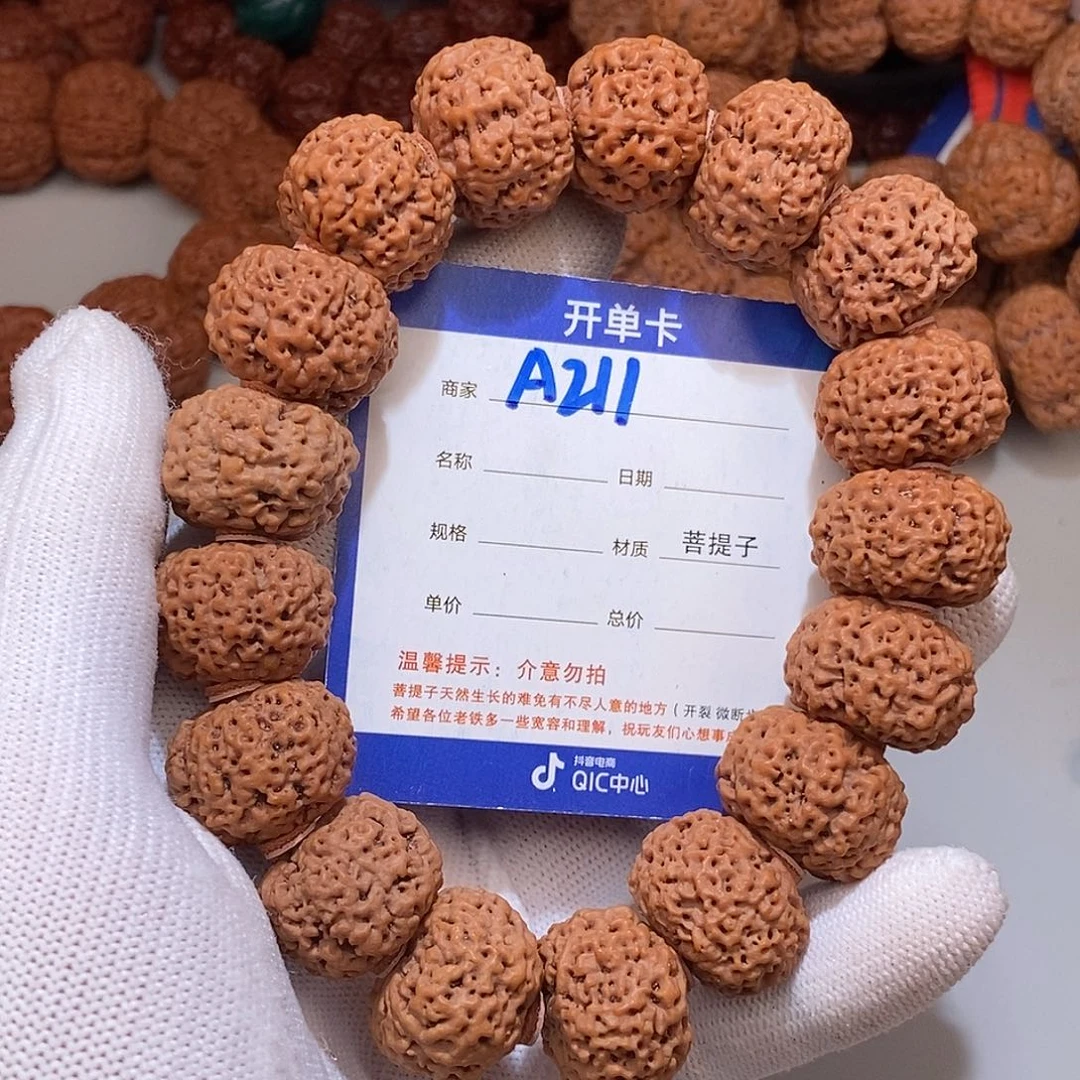 开单卡
商家 A211
名称 日期
规格 材质 菩提子
单价 总价
温馨提示：介意勿拍
菩提子天然生长的难免有不尽人意的地方（开裂 微断
希望各位老铁多一些宽容和理解，祝玩友们心想事
抖音电商
QIC中心